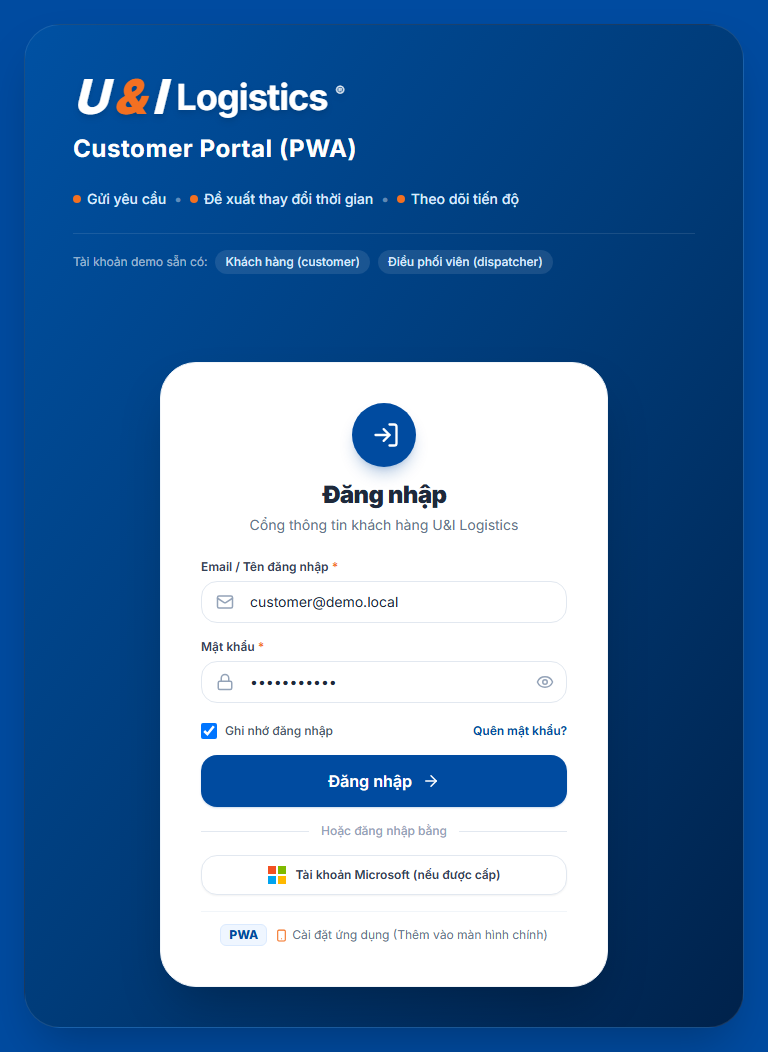 U&I Logistics ®
Customer Portal (PWA)
Gửi yêu cầu • Đề xuất thay đổi thời gian • Theo dõi tiến độ
Tài khoản demo sẵn có: Khách hàng (customer) Điều phối viên (dispatcher)
Đăng nhập
Cổng thông tin khách hàng U&I Logistics
Email / Tên đăng nhập *
customer@demo.local
Mật khẩu *
•••••••••••
Ghi nhớ đăng nhập Quên mật khẩu?
Đăng nhập →
Hoặc đăng nhập bằng
Tài khoản Microsoft (nếu được cấp)
PWA Cài đặt ứng dụng (Thêm vào màn hình chính)